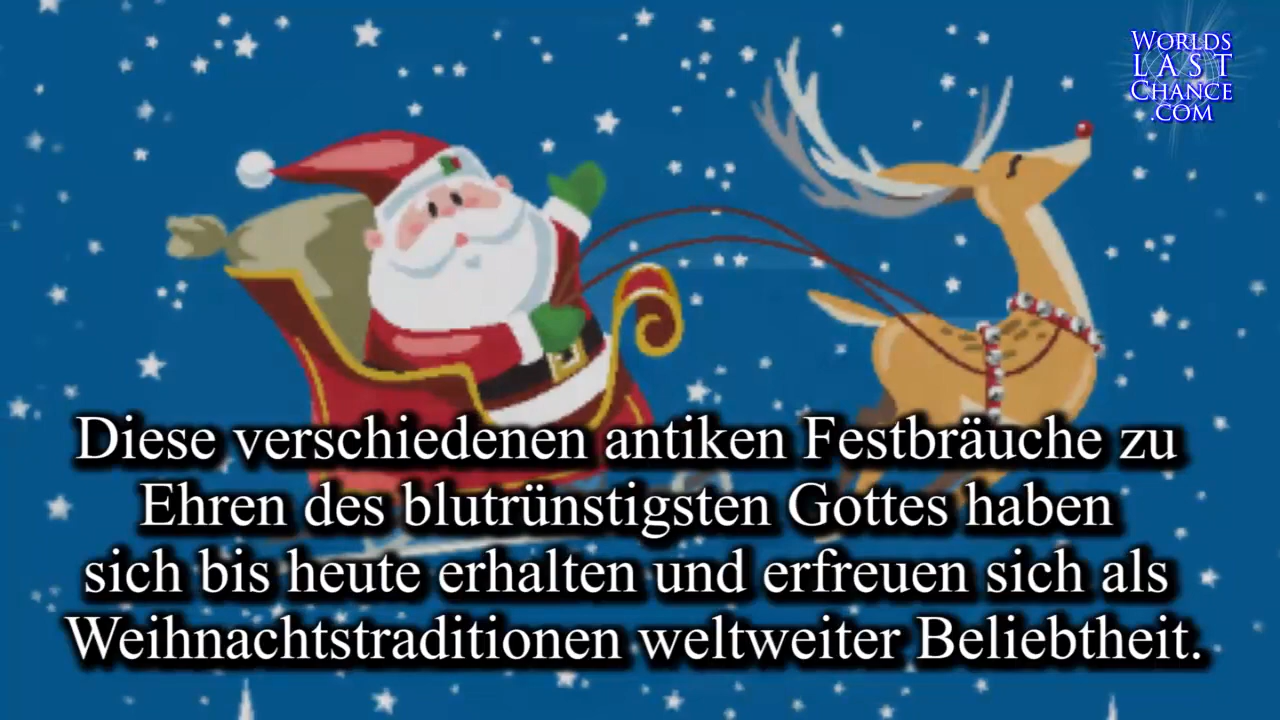 WORLDS
LAST
CHANCE
.COM
Diese verschiedenen antiken Festbräuche zu
Ehren des blutrünstigsten Gottes haben
sich bis heute erhalten und erfreuen sich als
Weihnachtstraditionen weltweiter Beliebtheit.